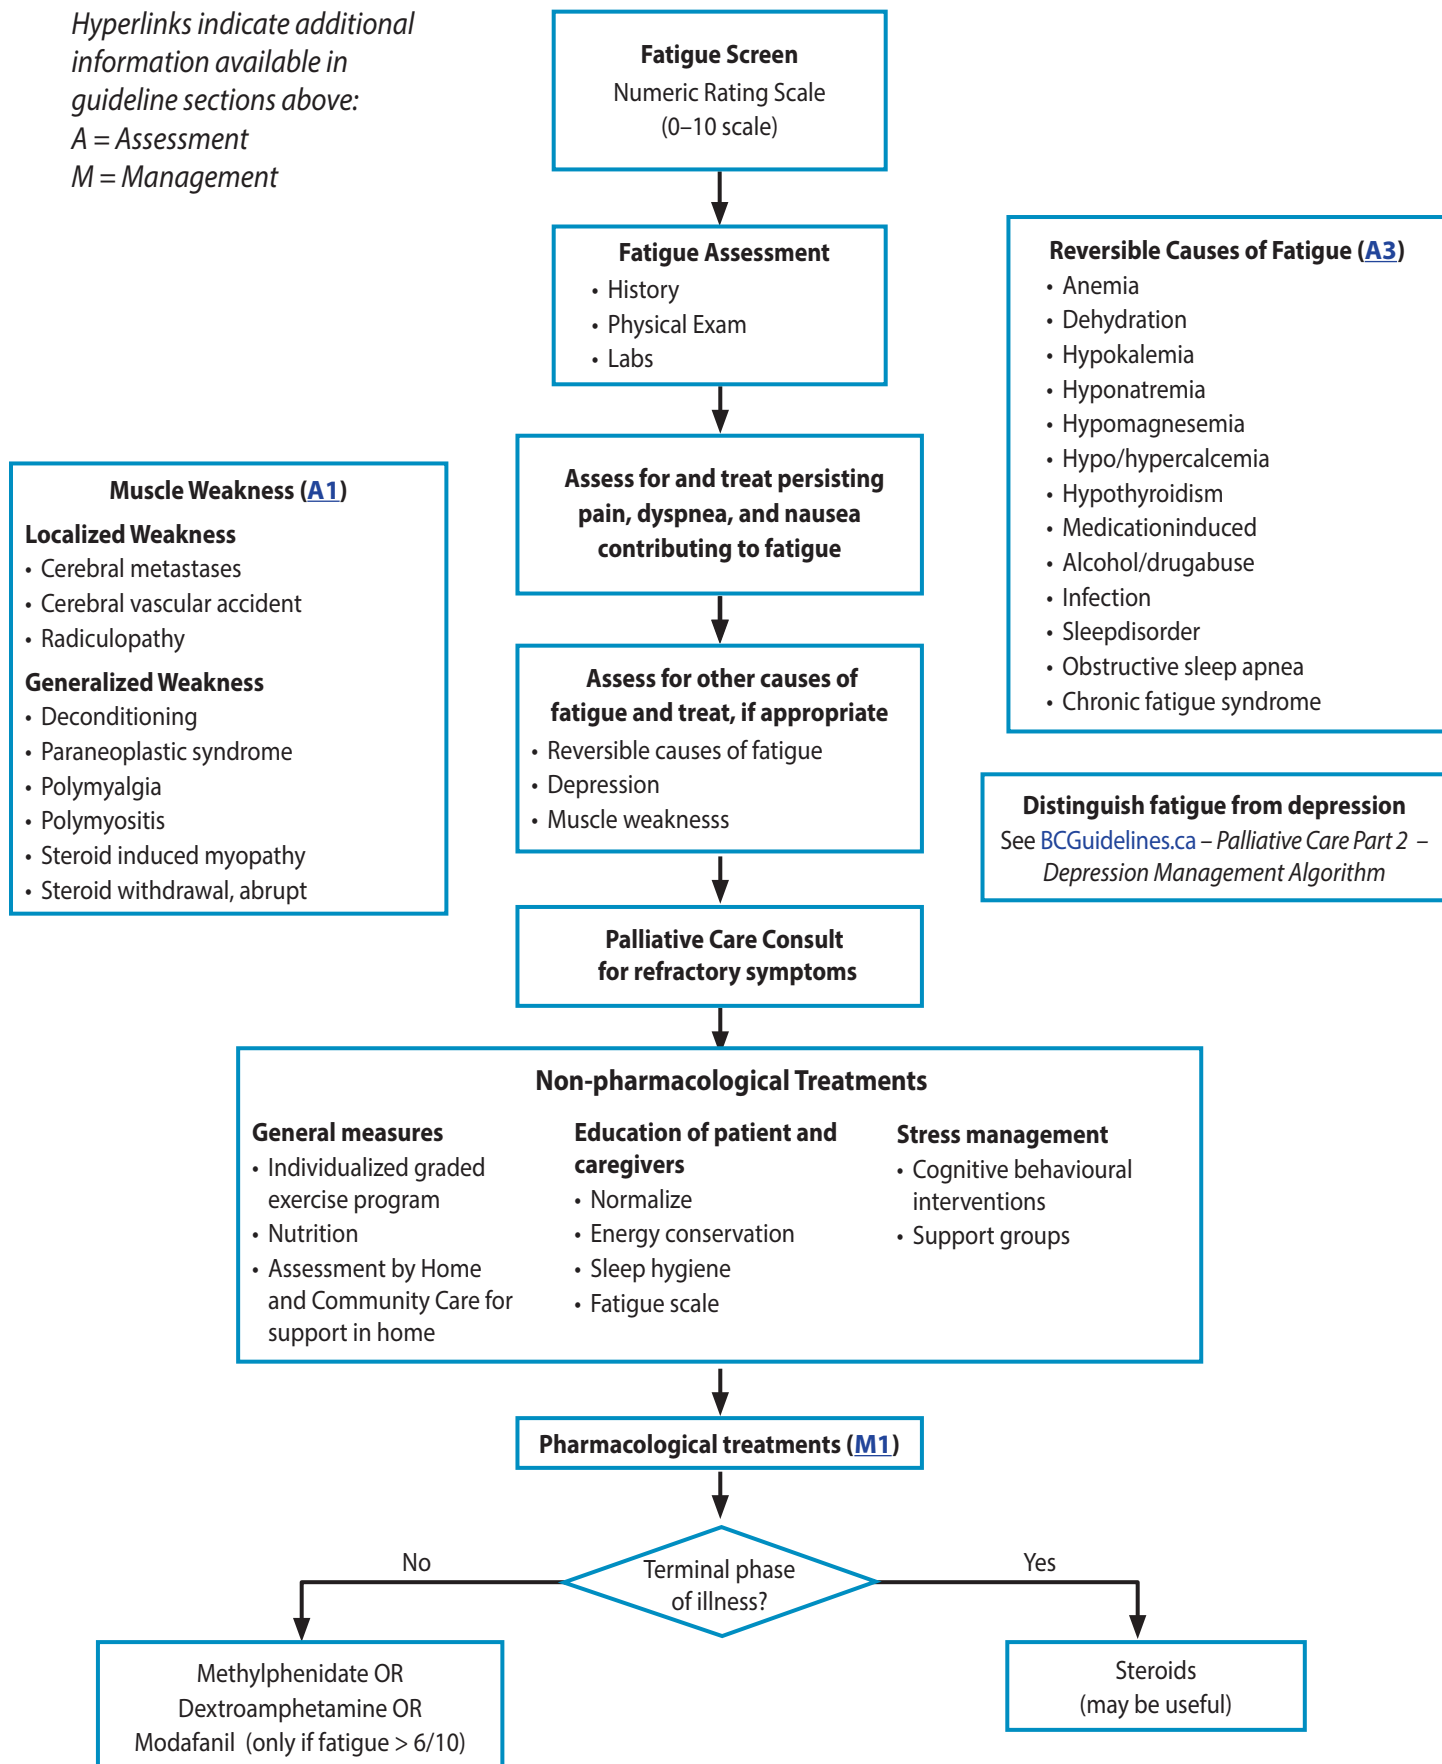 Hyperlinks indicate additional
information available in
guideline sections above:
A = Assessment
M = Management
Fatigue Screen
Numeric Rating Scale
(0–10 scale)
Fatigue Assessment
• History
• Physical Exam
• Labs
Reversible Causes of Fatigue (A3)
• Anemia
• Dehydration
• Hypokalemia
• Hyponatremia
• Hypomagnesemia
• Hypo/hypercalcemia
• Hypothyroidism
• Medicationinduced
• Alcohol/drugabuse
• Infection
• Sleepdisorder
• Obstructive sleep apnea
• Chronic fatigue syndrome
Muscle Weakness (A1)
Localized Weakness
• Cerebral metastases
• Cerebral vascular accident
• Radiculopathy
Generalized Weakness
• Deconditioning
• Paraneoplastic syndrome
• Polymyalgia
• Polymyositis
• Steroid induced myopathy
• Steroid withdrawal, abrupt
Assess for and treat persisting
pain, dyspnea, and nausea
contributing to fatigue
Assess for other causes of
fatigue and treat, if appropriate
• Reversible causes of fatigue
• Depression
• Muscle weaknesss
Distinguish fatigue from depression
See BCGuidelines.ca – Palliative Care Part 2 –
Depression Management Algorithm
Palliative Care Consult
for refractory symptoms
Non-pharmacological Treatments
General measures
• Individualized graded
exercise program
• Nutrition
• Assessment by Home
and Community Care for
support in home
Education of patient and
caregivers
• Normalize
• Energy conservation
• Sleep hygiene
• Fatigue scale
Stress management
• Cognitive behavioural
interventions
• Support groups
Pharmacological treatments (M1)
Terminal phase
of illness?
No
Yes
Methylphenidate OR
Dextroamphetamine OR
Modafanil (only if fatigue > 6/10)
Steroids
(may be useful)